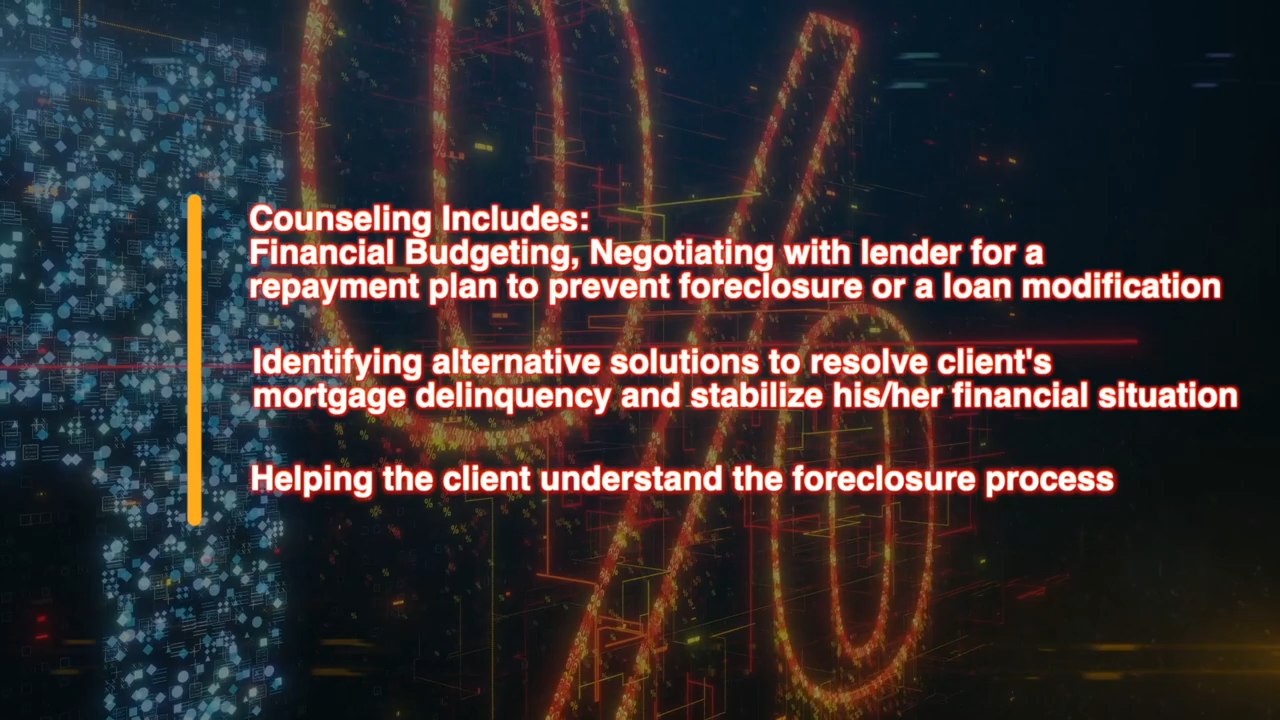 Counseling Includes:
Financial Budgeting, Negotiating with lender for a
repayment plan to prevent foreclosure or a loan modification
Identifying alternative solutions to resolve client's
mortgage delinquency and stabilize his/her financial situation
Helping the client understand the foreclosure process